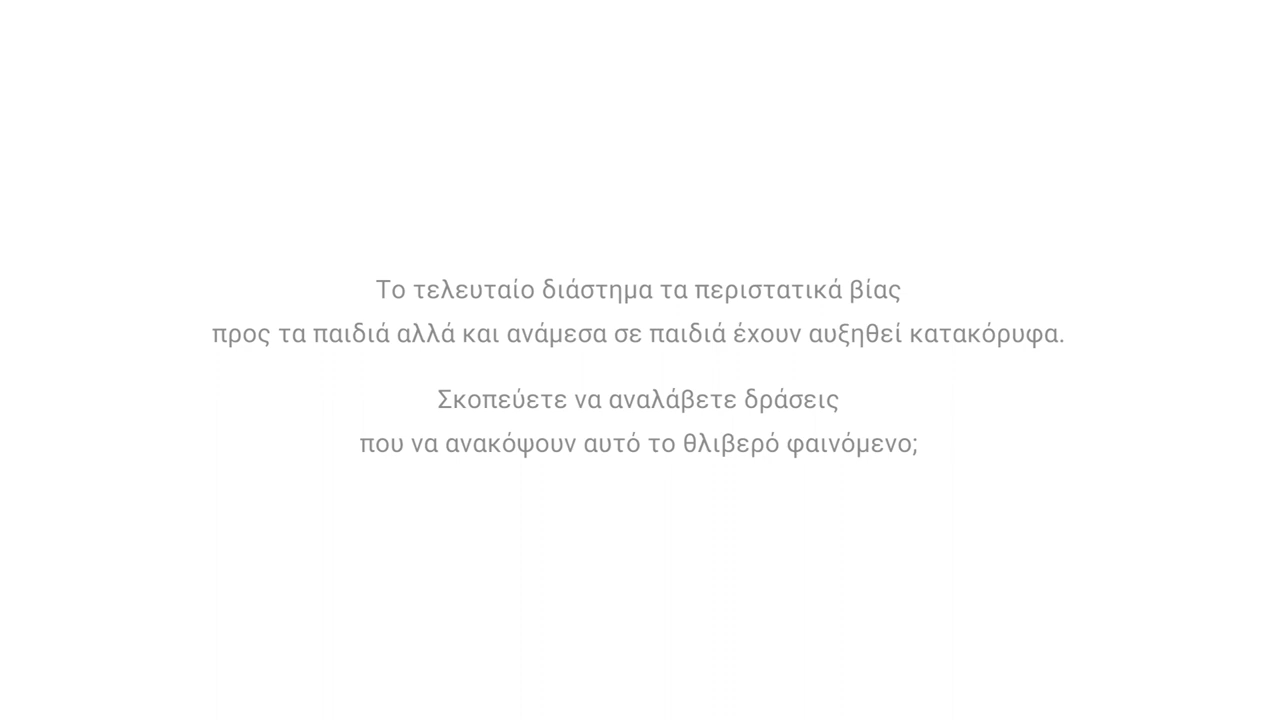 Το τελευταίο διάστημα τα περιστατικά βίας
προς τα παιδιά αλλά και ανάμεσα σε παιδιά έχουν αυξηθεί κατακόρυφα.
Σκοπεύετε να αναλάβετε δράσεις
που να ανακόψουν αυτό το θλιβερό φαινόμενο;